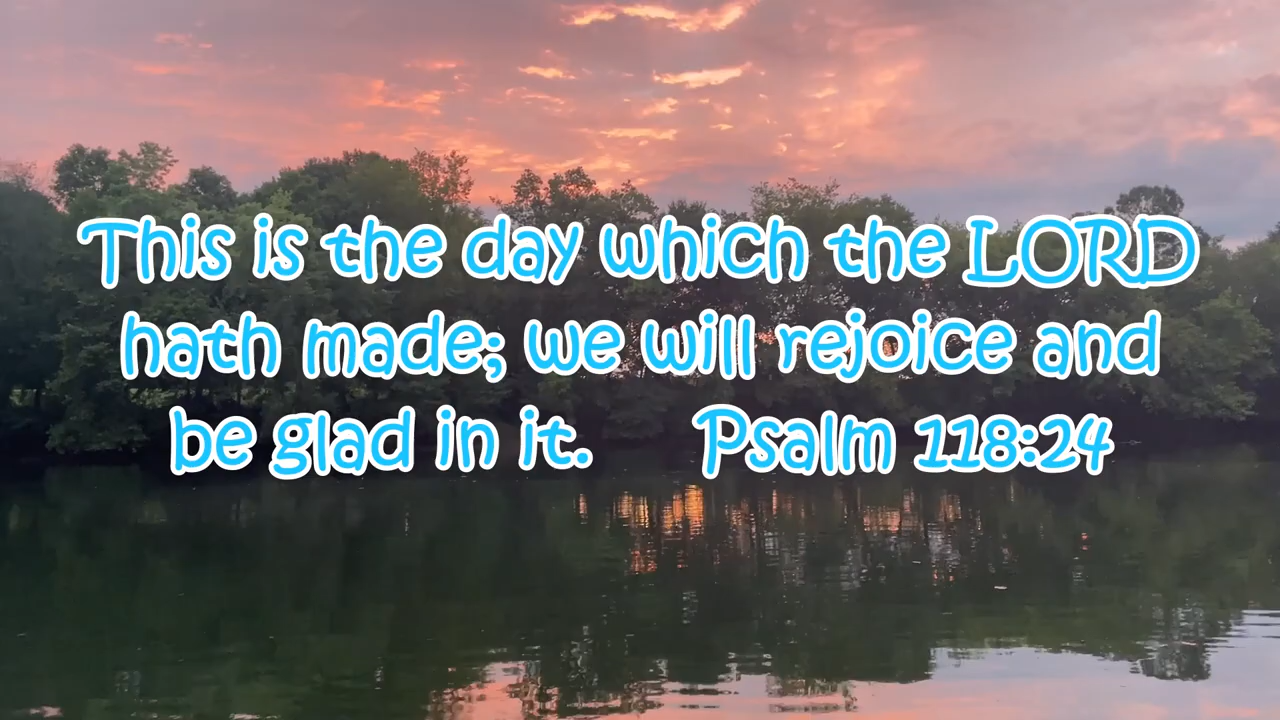 This is the day which the LORD
hath made; we will rejoice and
be glad in it. Psalm 118:24